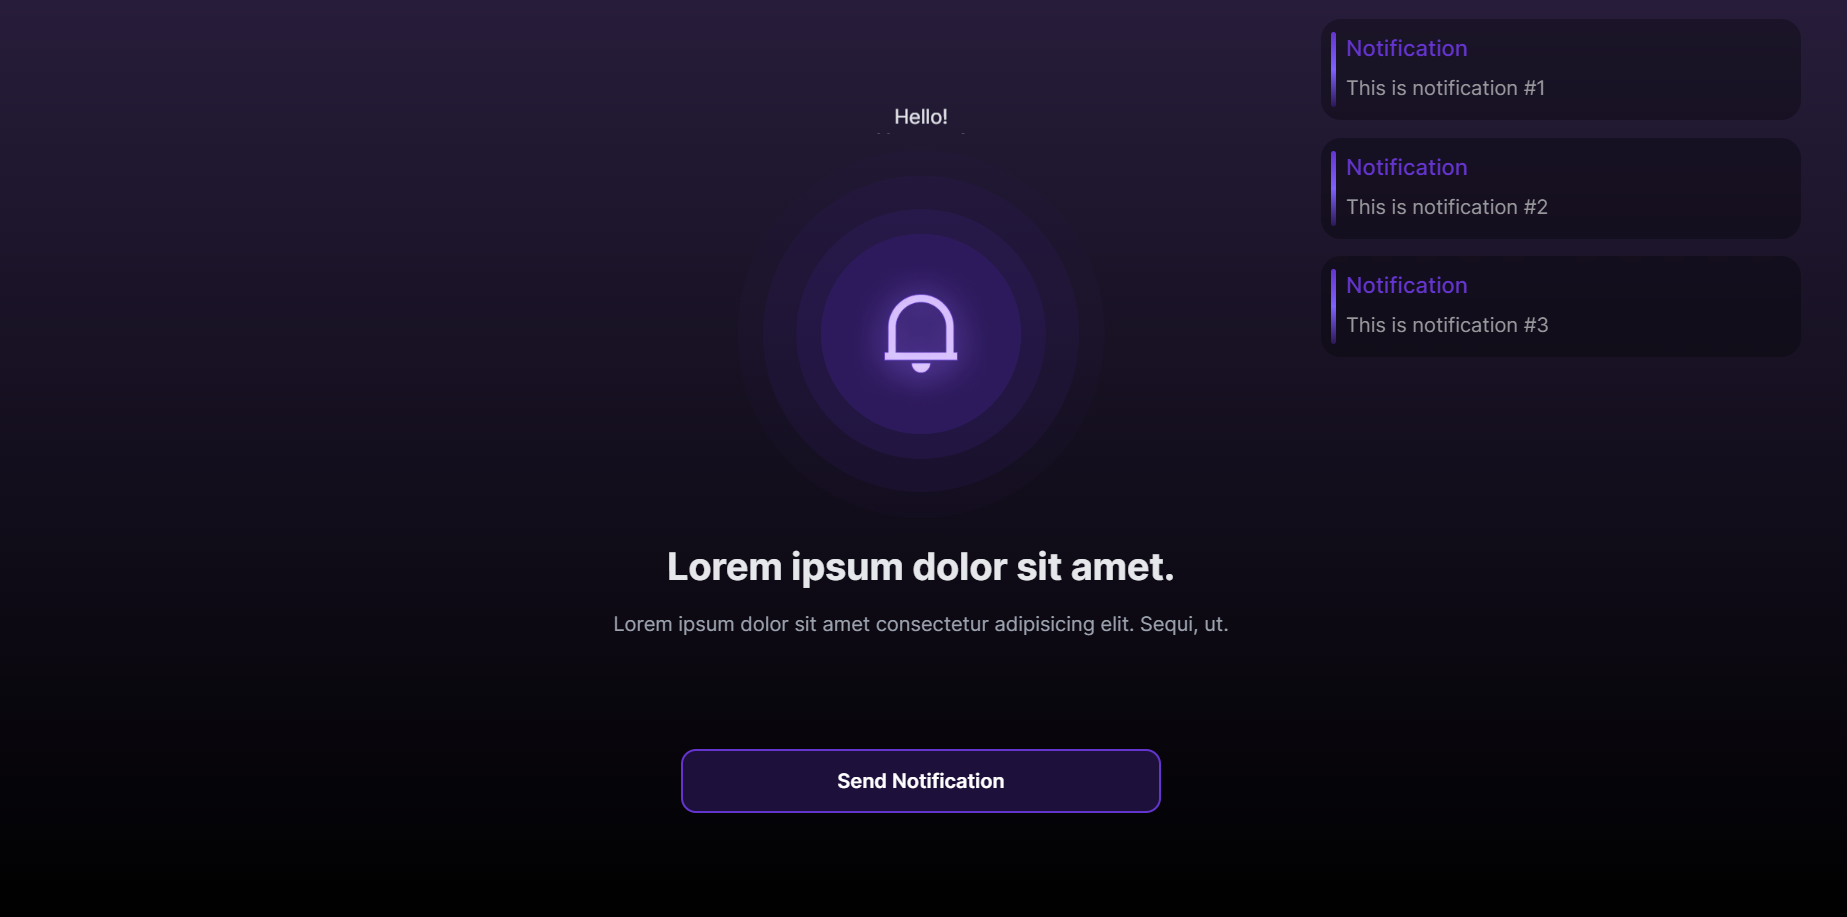 Hello!
Lorem ipsum dolor sit amet.
Lorem ipsum dolor sit amet consectetur adipisicing elit. Sequi, ut.
Send Notification
Notification
This is notification #1
Notification
This is notification #2
Notification
This is notification #3